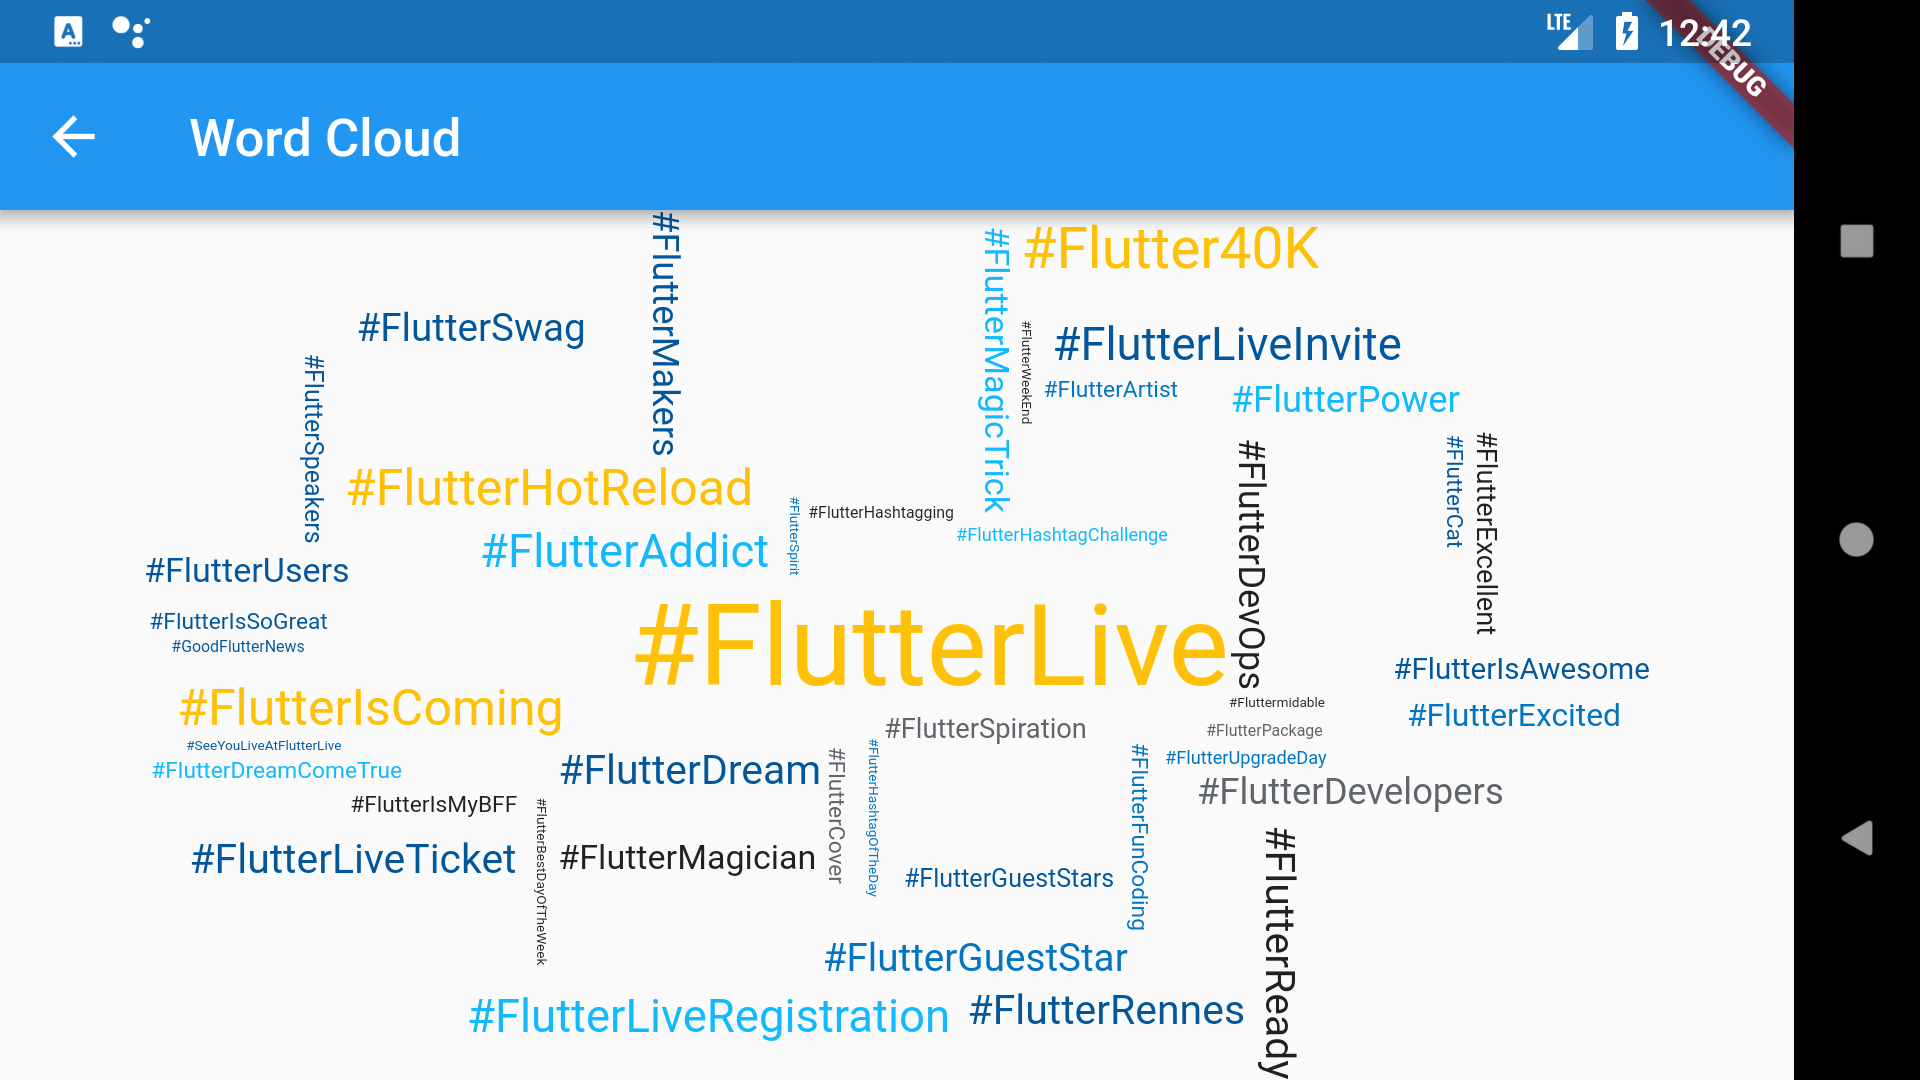 LTE
12:42
DEBUG
Word Cloud
#FlutterMakers
#FlutterMagicTrick
#Flutter40K
#FlutterSwag
#FlutterWeekEnd
#FlutterLiveInvite
#FlutterSpeakers
#FlutterArtist
#FlutterPower
#FlutterDevOps
#FlutterCat
#FlutterExcellent
#FlutterHotReload
#FlutterSpirit
#FlutterHashtagging
#FlutterHashtagChallenge
#FlutterAddict
#FlutterUsers
#FlutterIsSoGreat
#GoodFlutterNews
#FlutterLive
#FlutterIsAwesome
#FlutterIsComing
#Fluttermidable
#FlutterExcited
#FlutterSpiration
#FlutterPackage
#SeeYouLiveAtFlutterLive
#FlutterUpgradeDay
#FlutterDreamComeTrue
#FlutterDream
#FlutterCover
#FlutterHashtagOfTheDay
#FlutterFunCoding
#FlutterDevelopers
#FlutterIsMyBFF
#FlutterBestDayOfTheWeek
#FlutterLiveTicket
#FlutterMagician
#FlutterGuestStars
#FlutterReady
#FlutterGuestStar
#FlutterLiveRegistration
#FlutterRennes